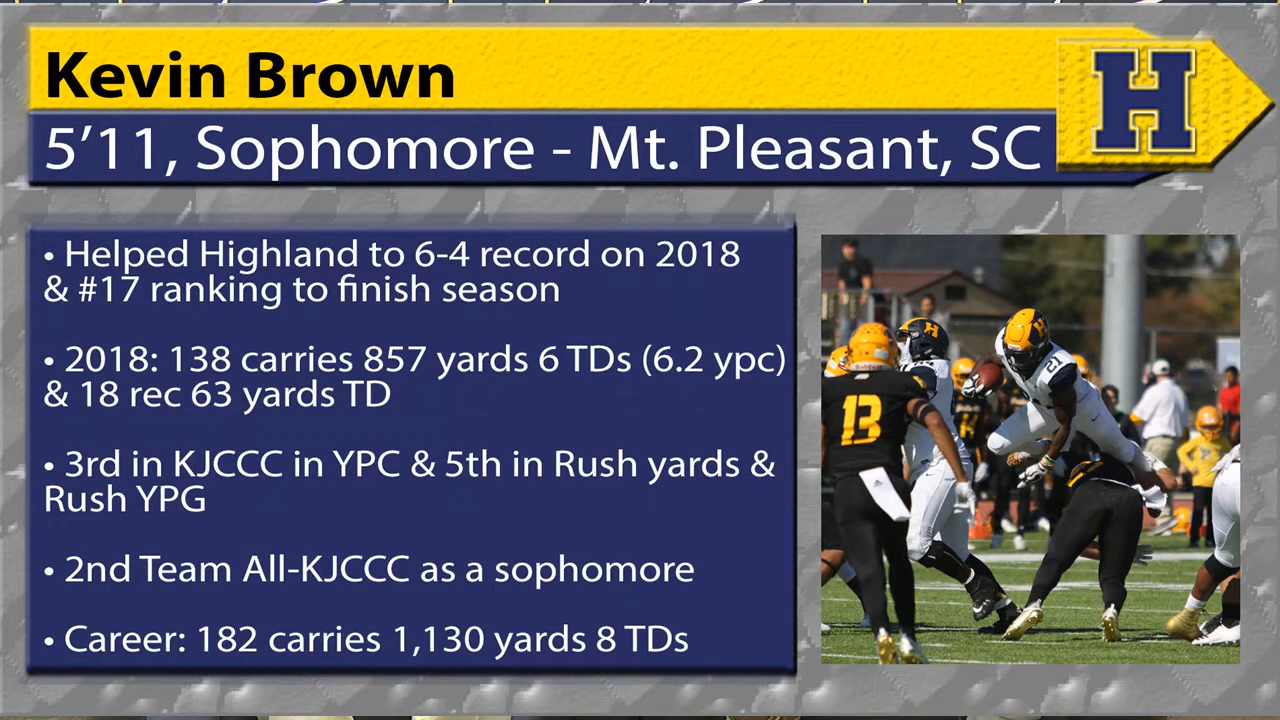 Kevin Brown
5’11, Sophomore - Mt. Pleasant, SC
H
• Helped Highland to 6-4 record on 2018
& #17 ranking to finish season
• 2018: 138 carries 857 yards 6 TDs (6.2 ypc)
& 18 rec 63 yards TD
• 3rd in KJCCC in YPC & 5th in Rush yards &
Rush YPG
• 2nd Team All-KJCCC as a sophomore
• Career: 182 carries 1,130 yards 8 TDs
H
H
21
13